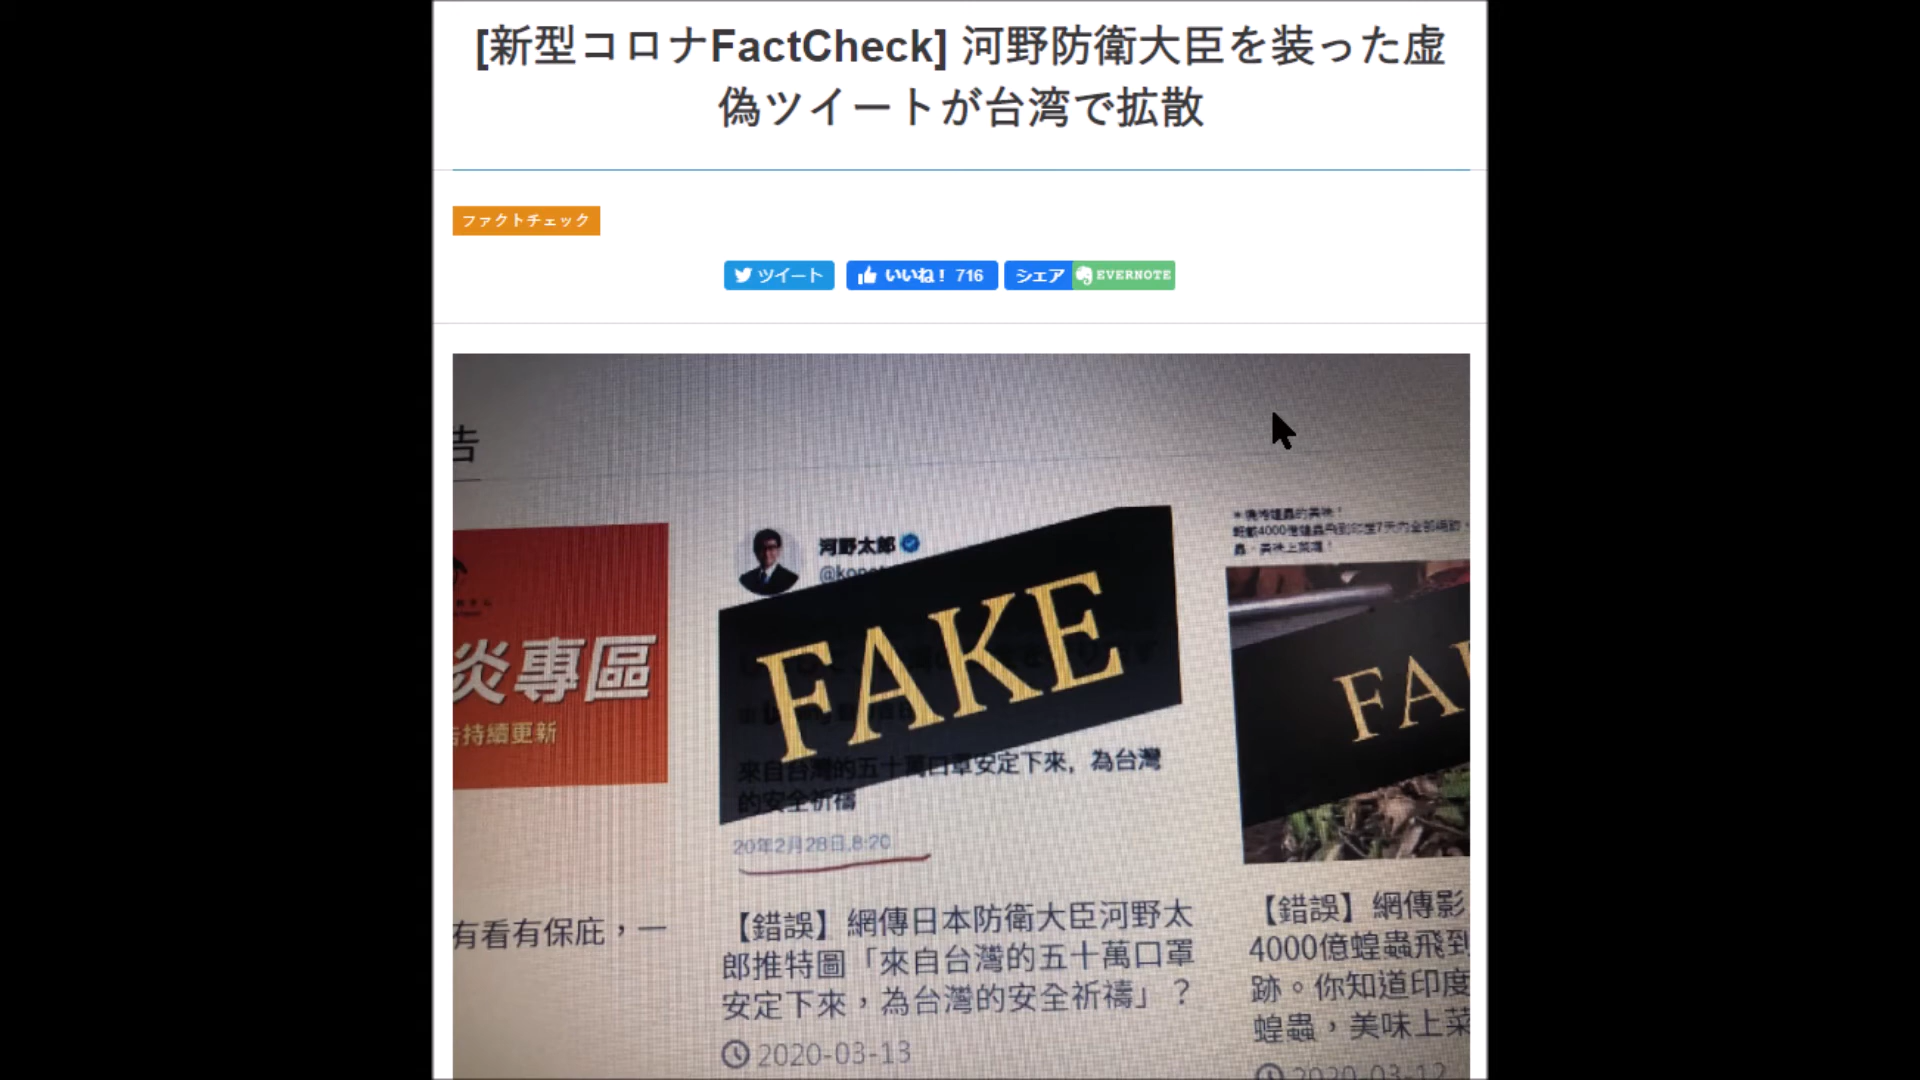 [新型コロナFactCheck] 河野防衛大臣を装った虚
偽ツイートが台湾で拡散
ファクトチェック
ツイート
いいね！ 716
シェア
EVERNOTE
告
河野太郎
FAKE
來自台灣的五十萬口罩安定下來，為台灣
的安全祈禱
20年2月28日,8:20
炎專區
告持續更新
有看有保庇，一
【錯誤】網傳日本防衛大臣河野太
郎推特圖「來自台灣的五十萬口罩
安定下來，為台灣的安全祈禱」？
2020-03-13
FA
【錯誤】網傳影
4000億蝗蟲飛到
跡。你知道印度
蝗蟲，美味上菜
2020-03-12